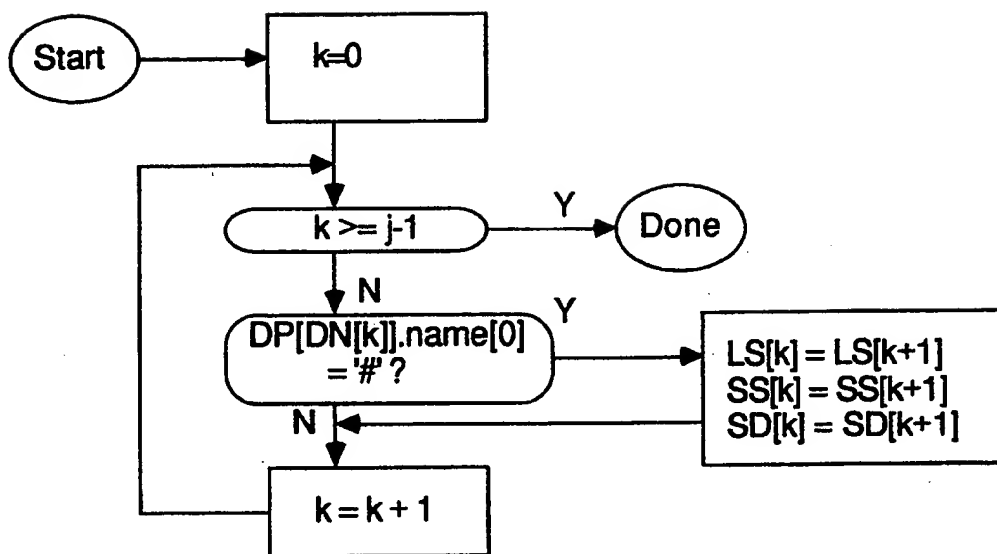 Start
k=0
k >= j-1
Y
Done
N
DP[DN[k]].name[0]
= '#' ?
Y
LS[k] = LS[k+1]
SS[k] = SS[k+1]
SD[k] = SD[k+1]
N
k = k + 1